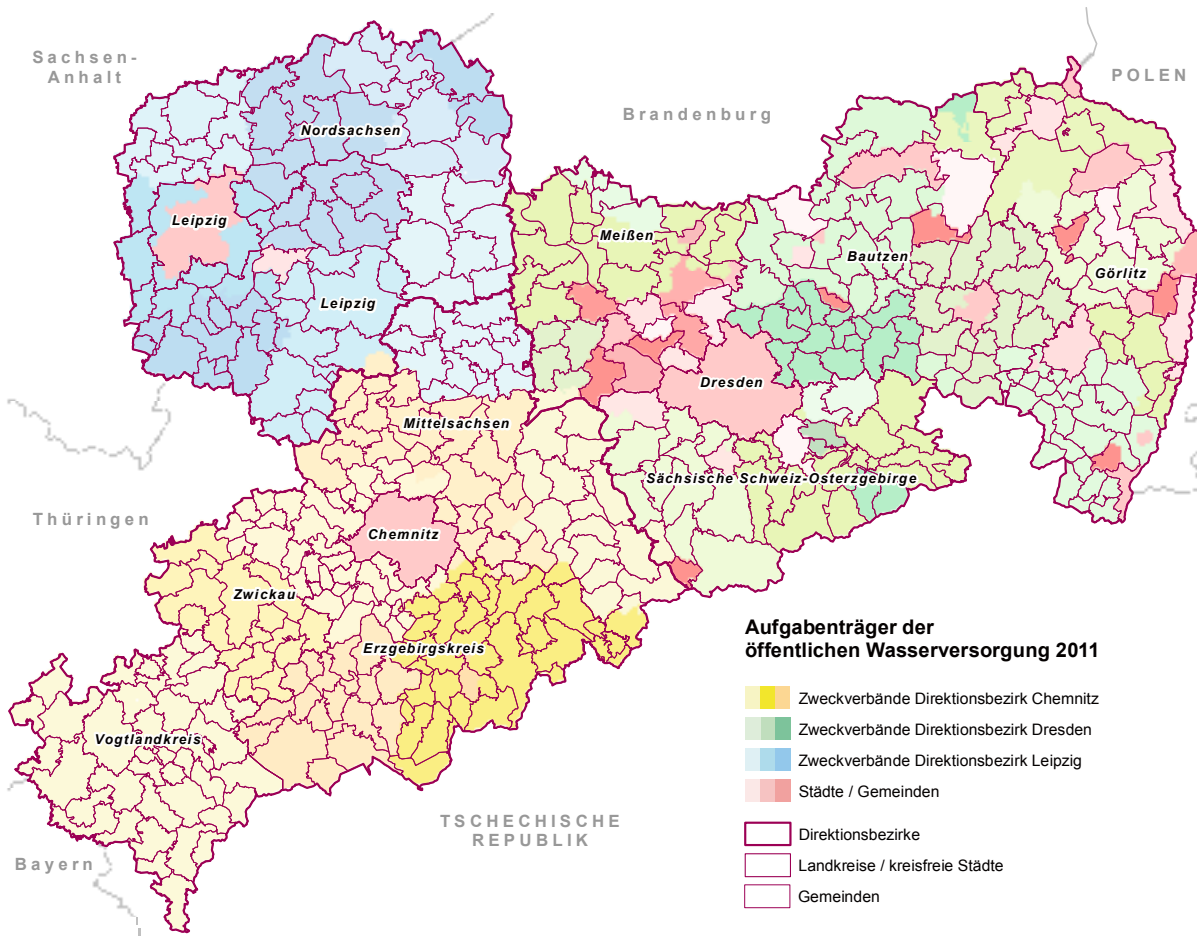 Sachsen-
Anhalt
POLEN
Brandenburg
Nordsachsen
Leipzig
Meißen
Bautzen
Görlitz
Leipzig
Dresden
Mittelsachsen
Sächsische Schweiz-Osterzgebirge
Thüringen
Chemnitz
Zwickau
Erzgebirgskreis
Vogtlandkreis
TSCHECHISCHE
REPUBLIK
Bayern
Aufgabenträger der
öffentlichen Wasserversorgung 2011
Zweckverbände Direktionsbezirk Chemnitz
Zweckverbände Direktionsbezirk Dresden
Zweckverbände Direktionsbezirk Leipzig
Städte / Gemeinden
Direktionsbezirke
Landkreise / kreisfreie Städte
Gemeinden